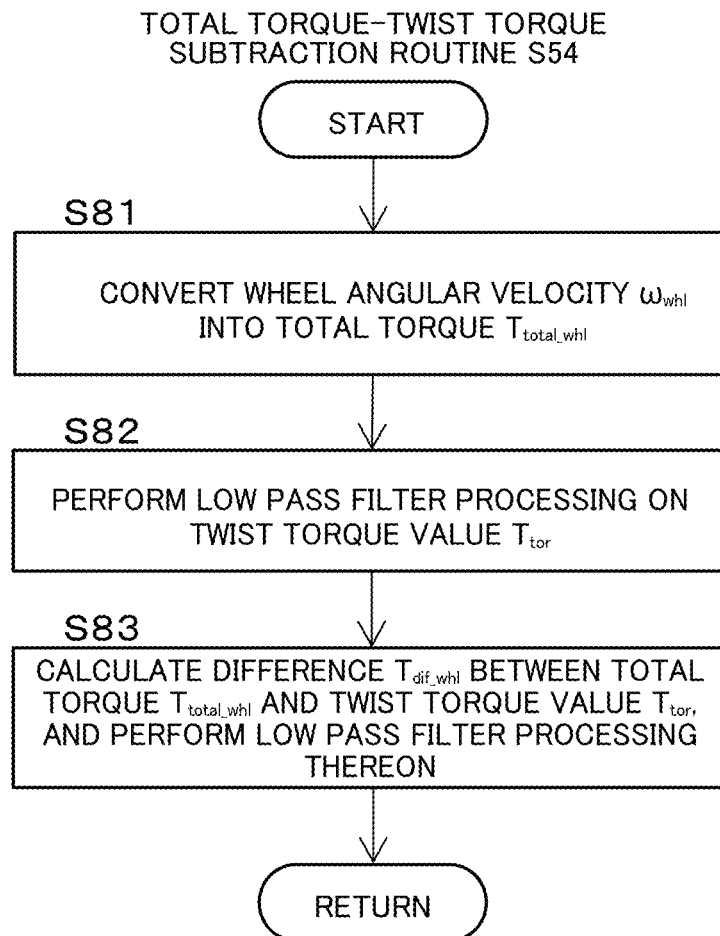 TOTAL TORQUE-TWIST TORQUE
SUBTRACTION ROUTINE S54
START
S81
CONVERT WHEEL ANGULAR VELOCITY ωwhl
INTO TOTAL TORQUE Ttotal_whl
S82
PERFORM LOW PASS FILTER PROCESSING ON
TWIST TORQUE VALUE Ttor
S83
CALCULATE DIFFERENCE Tdif_whl BETWEEN TOTAL
TORQUE Ttotal_whl AND TWIST TORQUE VALUE Ttor,
AND PERFORM LOW PASS FILTER PROCESSING
THEREON
RETURN